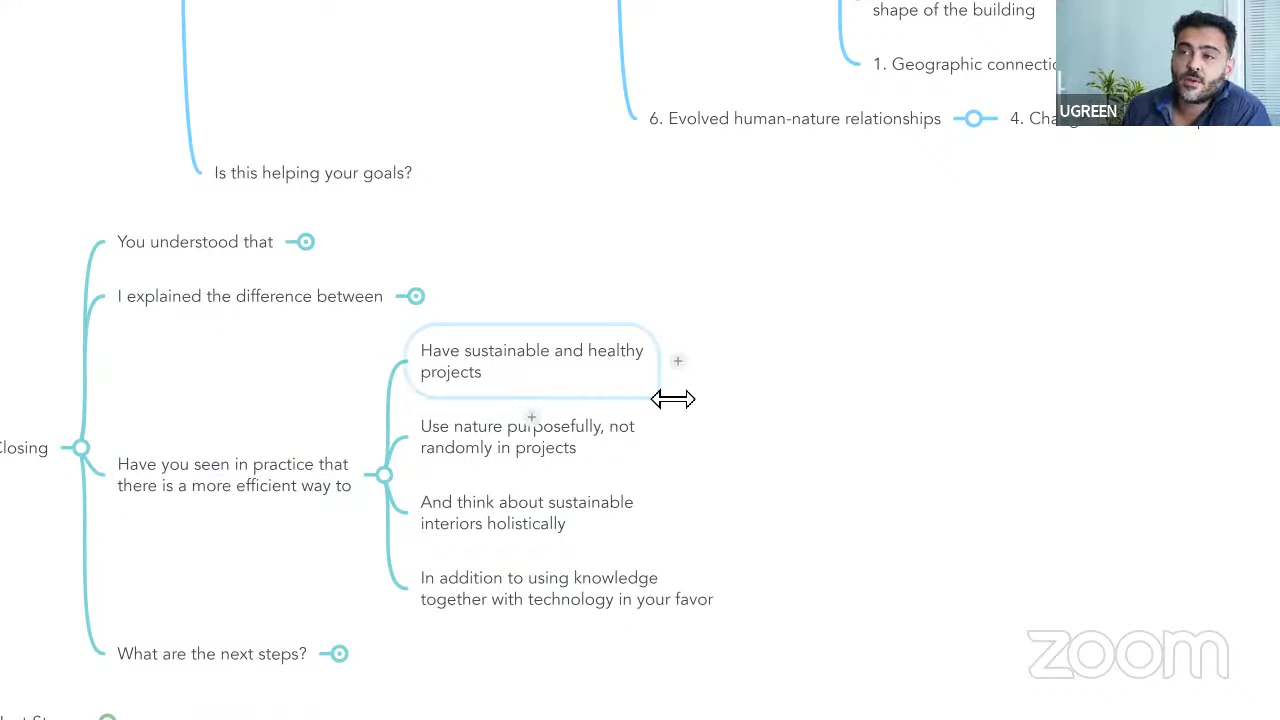 shape of the building
1. Geographic
UGREEN
6. Evolved human-nature relationships
4.
Is this helping your goals?
You understood that
I explained the difference between
Have sustainable and healthy
projects
Use nature purposefully, not
randomly in projects
Closing
Have you seen in practice that
there is a more efficient way to
And think about sustainable
interiors holistically
In addition to using knowledge
together with technology in your favor
What are the next steps?
zoom